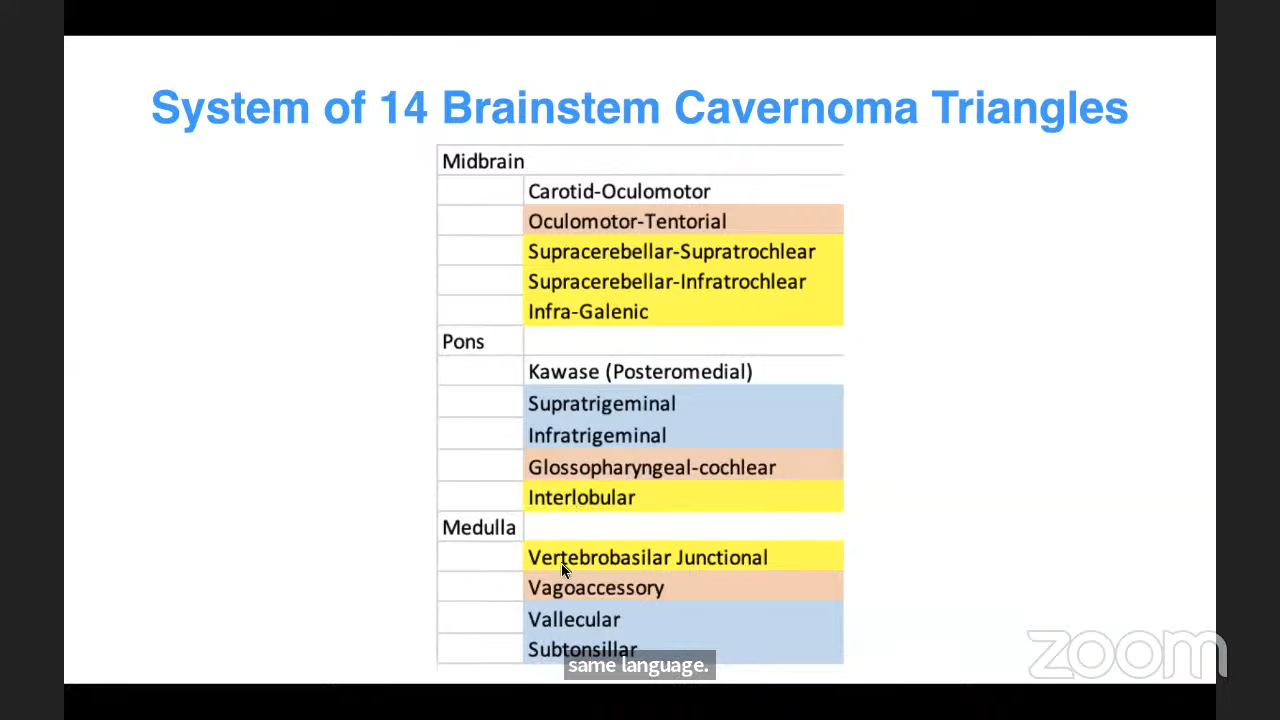 System of 14 Brainstem Cavernoma Triangles
Midbrain
Carotid-Oculomotor
Oculomotor-Tentorial
Supracerebellar-Supratrochlear
Supracerebellar-Infratrochlear
Infra-Galenic
Pons
Kawase (Posteromedial)
Supratrigeminal
Infratrigeminal
Glossopharyngeal-cochlear
Interlobular
Medulla
Vertebrobasilar Junctional
Vagoaccessory
Vallecular
Subtonsillar
same language.
zoom